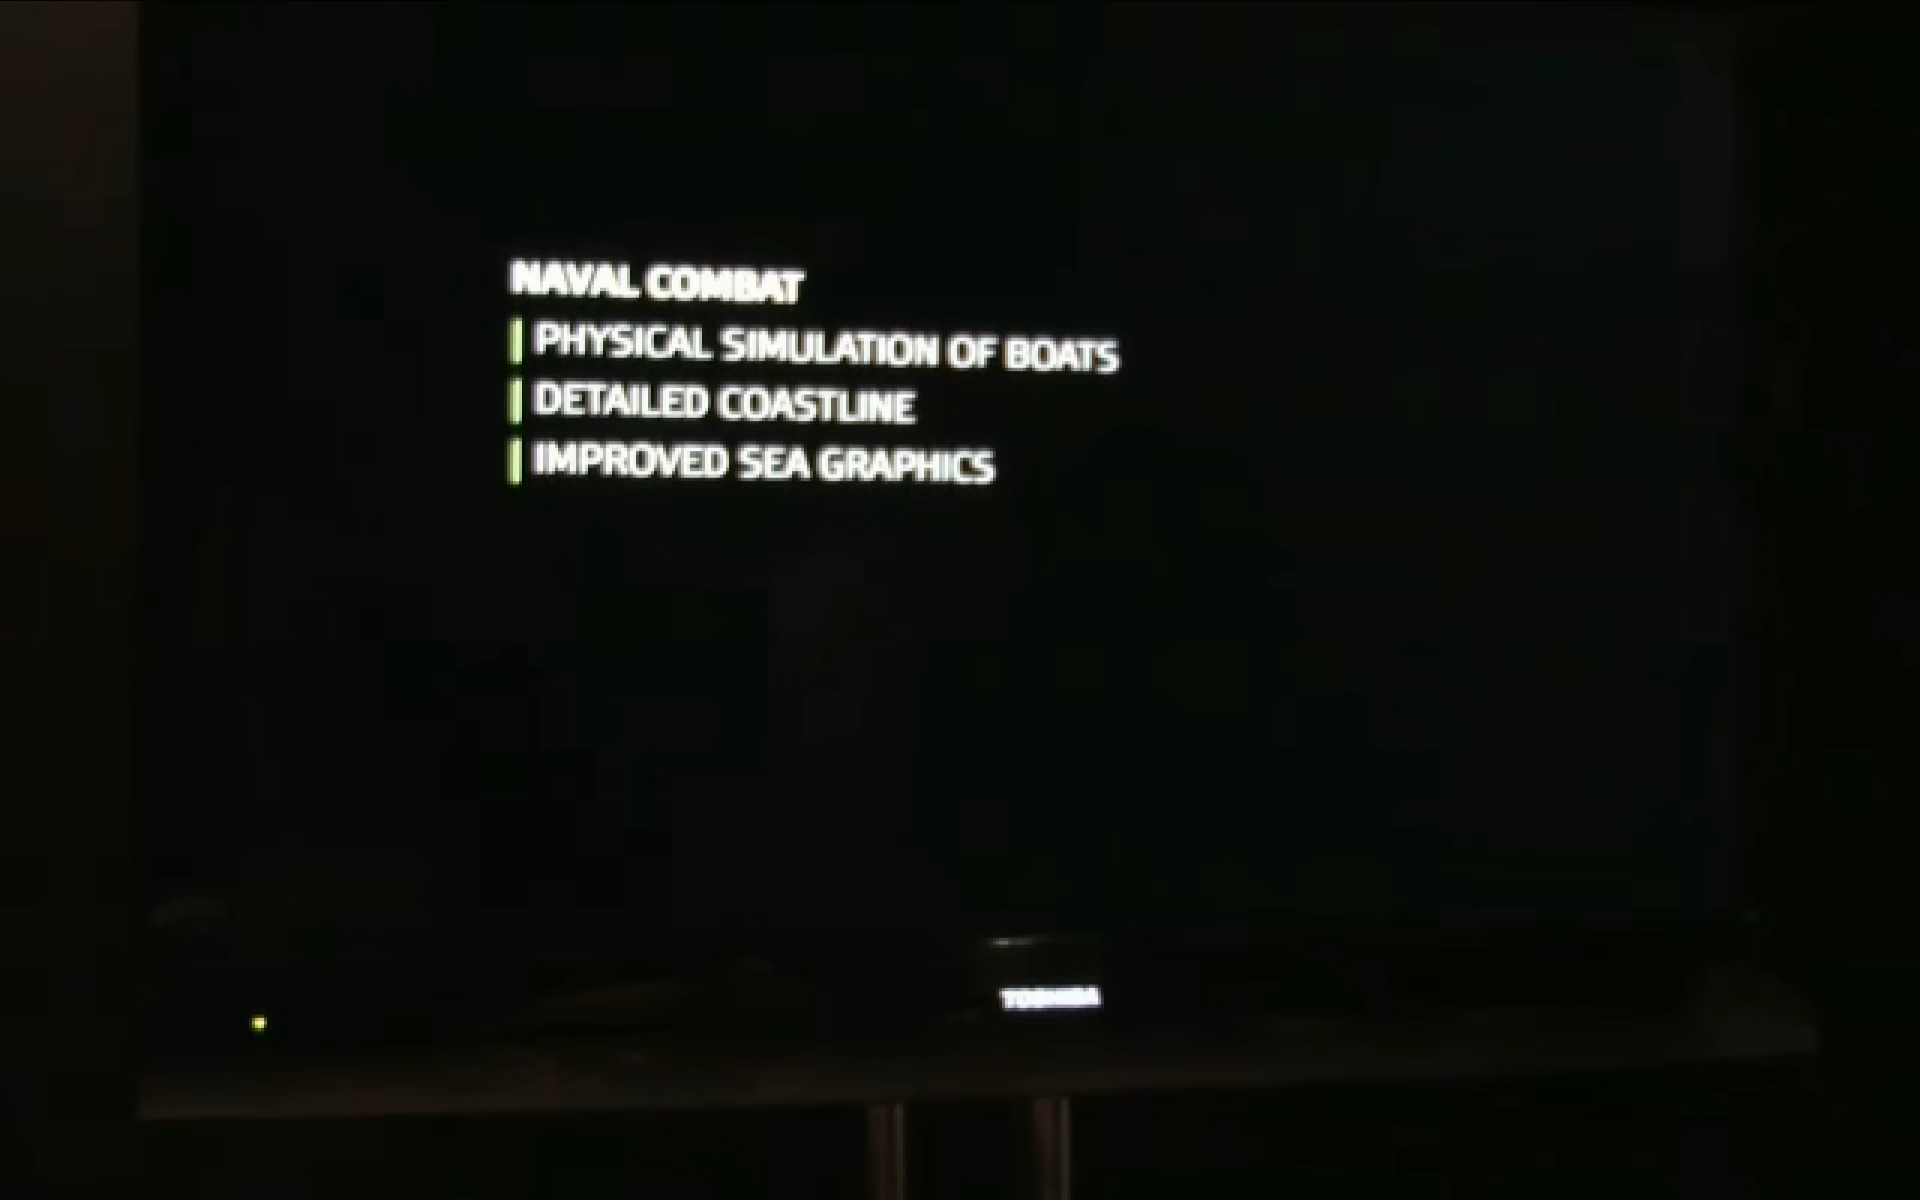 NAVAL COMBAT
PHYSICAL SIMULATION OF BOATS
DETAILED COASTLINE
IMPROVED SEA GRAPHICS
TOSHIBA